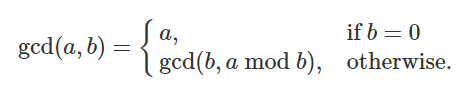 gcd(a, b) = { a, if b = 0
gcd(b, a mod b), otherwise.